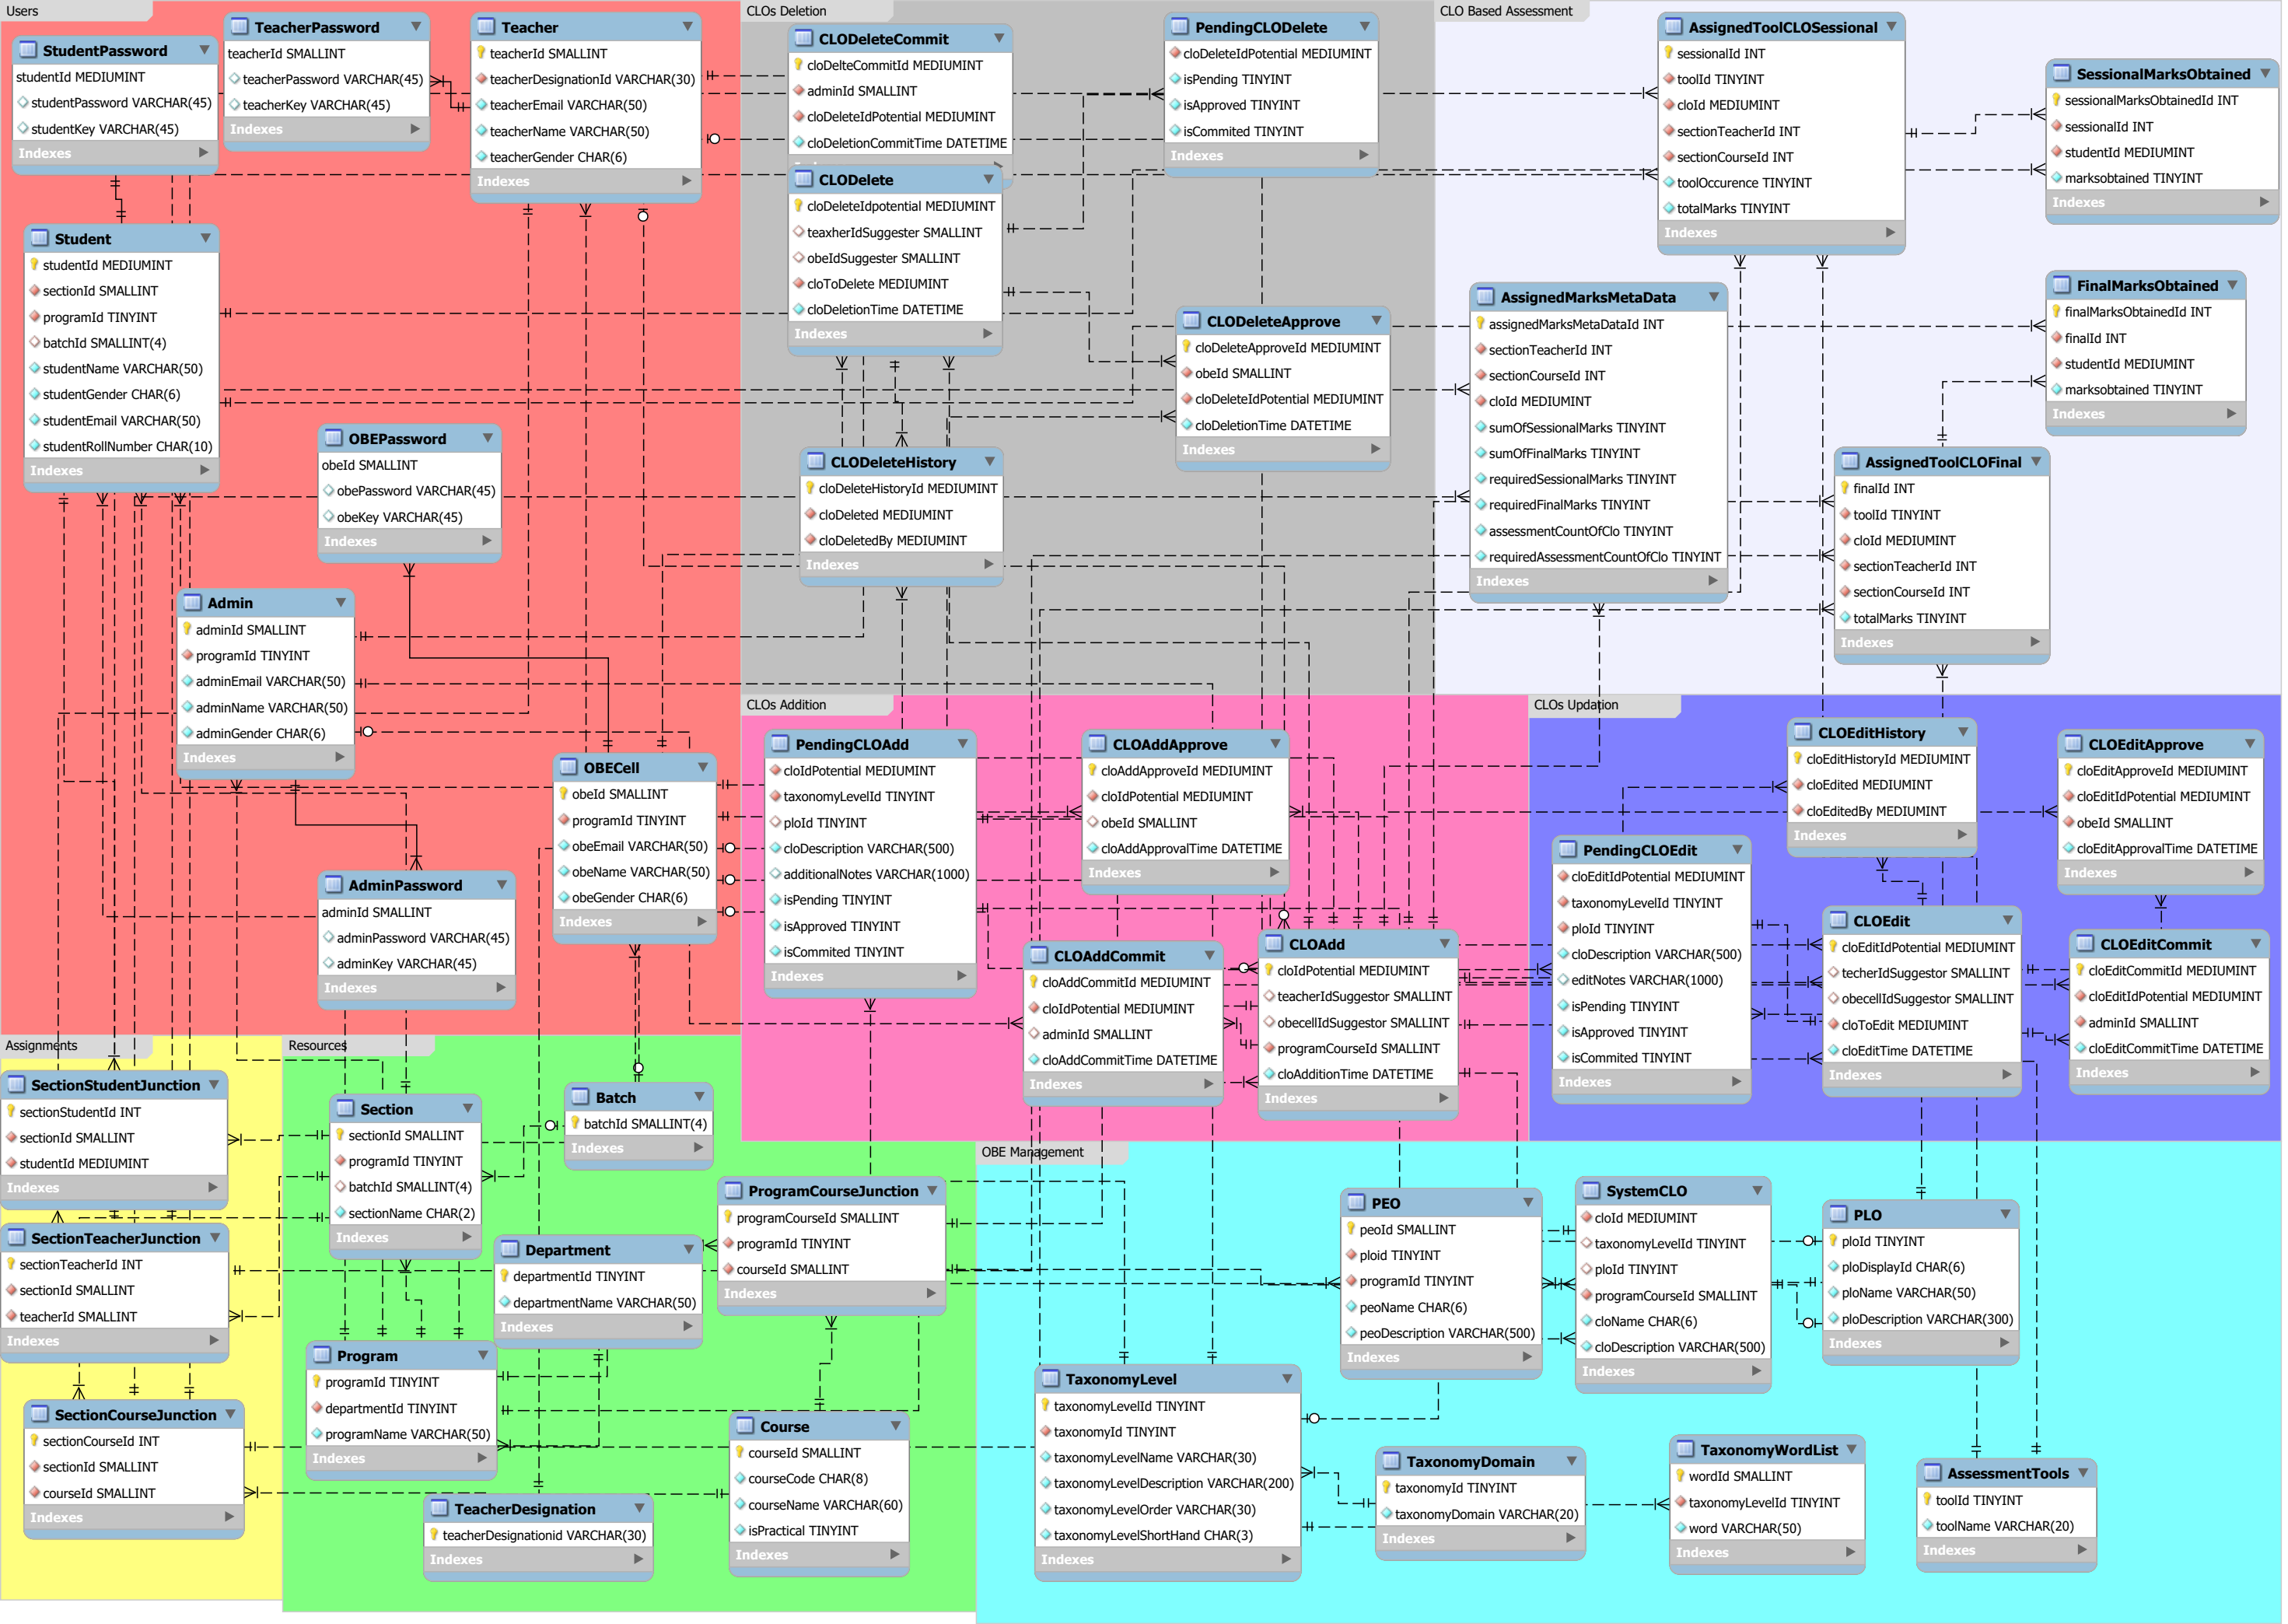 Users
StudentPassword
studentId MEDIUMINT
studentPassword VARCHAR(45)
studentKey VARCHAR(45)
Indexes
TeacherPassword
teacherId SMALLINT
teacherPassword VARCHAR(45)
teacherKey VARCHAR(45)
Indexes
Teacher
teacherId SMALLINT
teacherDesignationId VARCHAR(30)
teacherEmail VARCHAR(50)
teacherName VARCHAR(50)
teacherGender CHAR(6)
Indexes
Student
studentId MEDIUMINT
sectionId SMALLINT
programId TINYINT
batchId SMALLINT(4)
studentName VARCHAR(50)
studentGender CHAR(6)
studentEmail VARCHAR(50)
studentRollNumber CHAR(10)
Indexes
OBEPassword
obeId SMALLINT
obePassword VARCHAR(45)
obeKey VARCHAR(45)
Indexes
Admin
adminId SMALLINT
programId TINYINT
adminEmail VARCHAR(50)
adminName VARCHAR(50)
adminGender CHAR(6)
Indexes
OBECell
obeId SMALLINT
programId TINYINT
obeEmail VARCHAR(50)
obeName VARCHAR(50)
obeGender CHAR(6)
Indexes
AdminPassword
adminId SMALLINT
adminPassword VARCHAR(45)
adminKey VARCHAR(45)
Indexes
CLOs Deletion
CLODeleteCommit
cloDelteCommitId MEDIUMINT
adminId SMALLINT
cloDeleteIdPotential MEDIUMINT
cloDeletionCommitTime DATETIME
CLODelete
cloDeleteIdpotential MEDIUMINT
teaxherIdSuggester SMALLINT
obeIdSuggester SMALLINT
cloToDelete MEDIUMINT
cloDeletionTime DATETIME
Indexes
PendingCLODelete
cloDeleteIdPotential MEDIUMINT
isPending TINYINT
isApproved TINYINT
isCommited TINYINT
Indexes
CLODeleteApprove
cloDeleteApproveId MEDIUMINT
obeId SMALLINT
cloDeleteIdPotential MEDIUMINT
cloDeletionTime DATETIME
Indexes
CLODeleteHistory
cloDeleteHistoryId MEDIUMINT
cloDeleted MEDIUMINT
cloDeletedBy MEDIUMINT
Indexes
CLO Based Assessment
AssignedToolCLOSessional
sessionalId INT
toolId TINYINT
cloId MEDIUMINT
sectionTeacherId INT
sectionCourseId INT
toolOccurence TINYINT
totalMarks TINYINT
Indexes
SessionalMarksObtained
sessionalMarksObtainedId INT
sessionalId INT
studentId MEDIUMINT
marksobtained TINYINT
Indexes
AssignedMarksMetaData
assignedMarksMetaDataId INT
sectionTeacherId INT
sectionCourseId INT
cloId MEDIUMINT
sumOfSessionalMarks TINYINT
sumOfFinalMarks TINYINT
requiredSessionalMarks TINYINT
requiredFinalMarks TINYINT
assessmentCountOfClo TINYINT
requiredAssessmentCountOfClo TINYINT
Indexes
FinalMarksObtained
finalMarksObtainedId INT
finalId INT
studentId MEDIUMINT
marksobtained TINYINT
Indexes
AssignedToolCLOFinal
finalId INT
toolId TINYINT
cloId MEDIUMINT
sectionTeacherId INT
sectionCourseId INT
totalMarks TINYINT
Indexes
CLOs Addition
PendingCLOAdd
cloIdPotential MEDIUMINT
taxonomyLevelId TINYINT
ploId TINYINT
cloDescription VARCHAR(500)
additionalNotes VARCHAR(1000)
isPending TINYINT
isApproved TINYINT
isCommited TINYINT
Indexes
CLOAddApprove
cloAddApproveId MEDIUMINT
cloIdPotential MEDIUMINT
obeId SMALLINT
cloAddApprovalTime DATETIME
Indexes
CLOAddCommit
cloAddCommitId MEDIUMINT
cloIdPotential MEDIUMINT
adminId SMALLINT
cloAddCommitTime DATETIME
Indexes
CLOAdd
cloIdPotential MEDIUMINT
teacherIdSuggestor SMALLINT
obecellIdSuggestor SMALLINT
programCourseId SMALLINT
cloAdditionTime DATETIME
Indexes
CLOs Updation
CLOEditHistory
cloEditHistoryId MEDIUMINT
cloEdited MEDIUMINT
cloEditedBy MEDIUMINT
Indexes
CLOEditApprove
cloEditApproveId MEDIUMINT
cloEditIdPotential MEDIUMINT
obeId SMALLINT
cloEditApprovalTime DATETIME
Indexes
PendingCLOEdit
cloEditIdPotential MEDIUMINT
taxonomyLevelId TINYINT
ploId TINYINT
cloDescription VARCHAR(500)
editNotes VARCHAR(1000)
isPending TINYINT
isApproved TINYINT
isCommited TINYINT
Indexes
CLOEdit
cloEditIdPotential MEDIUMINT
techerIdSuggestor SMALLINT
obecellIdSuggestor SMALLINT
cloToEdit MEDIUMINT
cloEditTime DATETIME
Indexes
CLOEditCommit
cloEditCommitId MEDIUMINT
cloEditIdPotential MEDIUMINT
adminId SMALLINT
cloEditCommitTime DATETIME
Indexes
Assignments
SectionStudentJunction
sectionStudentId INT
sectionId SMALLINT
studentId MEDIUMINT
Indexes
SectionTeacherJunction
sectionTeacherId INT
sectionId SMALLINT
teacherId SMALLINT
Indexes
SectionCourseJunction
sectionCourseId INT
sectionId SMALLINT
courseId SMALLINT
Indexes
Resources
Section
sectionId SMALLINT
programId TINYINT
batchId SMALLINT(4)
sectionName CHAR(2)
Indexes
Batch
batchId SMALLINT(4)
Indexes
ProgramCourseJunction
programCourseId SMALLINT
programId TINYINT
courseId SMALLINT
Indexes
Department
departmentId TINYINT
departmentName VARCHAR(50)
Indexes
Program
programId TINYINT
departmentId TINYINT
programName VARCHAR(50)
Indexes
Course
courseId SMALLINT
courseCode CHAR(8)
courseName VARCHAR(60)
isPractical TINYINT
Indexes
TeacherDesignation
teacherDesignationid VARCHAR(30)
Indexes
OBE Management
PEO
peoId SMALLINT
ploid TINYINT
programId TINYINT
peoName CHAR(6)
peoDescription VARCHAR(500)
Indexes
SystemCLO
cloId MEDIUMINT
taxonomyLevelId TINYINT
ploId TINYINT
programCourseId SMALLINT
cloName CHAR(6)
cloDescription VARCHAR(500)
Indexes
PLO
ploId TINYINT
ploDisplayId CHAR(6)
ploName VARCHAR(50)
ploDescription VARCHAR(300)
Indexes
TaxonomyLevel
taxonomyLevelId TINYINT
taxonomyId TINYINT
taxonomyLevelName VARCHAR(30)
taxonomyLevelDescription VARCHAR(200)
taxonomyLevelOrder VARCHAR(30)
taxonomyLevelShortHand CHAR(3)
Indexes
TaxonomyDomain
taxonomyId TINYINT
taxonomyDomain VARCHAR(20)
Indexes
TaxonomyWordList
wordId SMALLINT
taxonomyLevelId TINYINT
word VARCHAR(50)
Indexes
AssessmentTools
toolId TINYINT
toolName VARCHAR(20)
Indexes